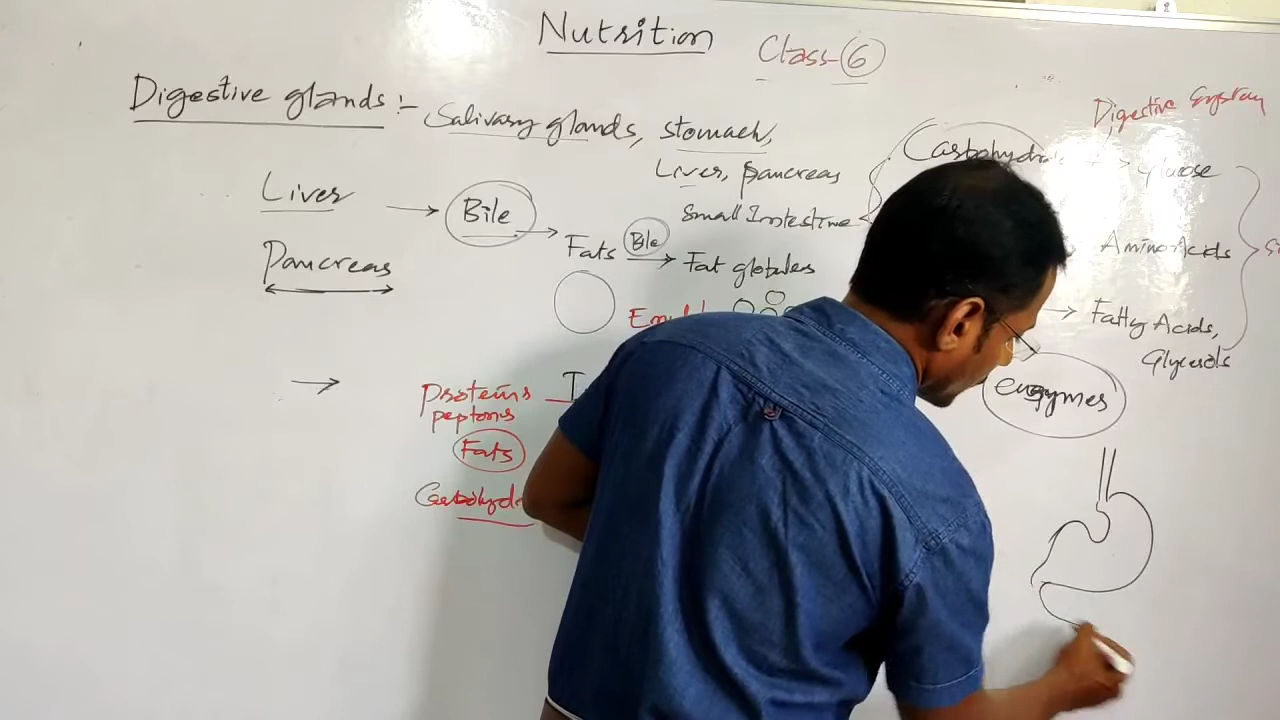 Nutrition
Class-6
Digestive glands :- Salivary glands, stomach,
Liver, pancreas
Small Intestine
Digestive System
Liver → Bile → Fats Bile → Fat globules
Pancreas
→ Proteins
peptons
Fats
→ Glucose
Amino Acids
→ Fatty Acids,
Glycerols
enzymes